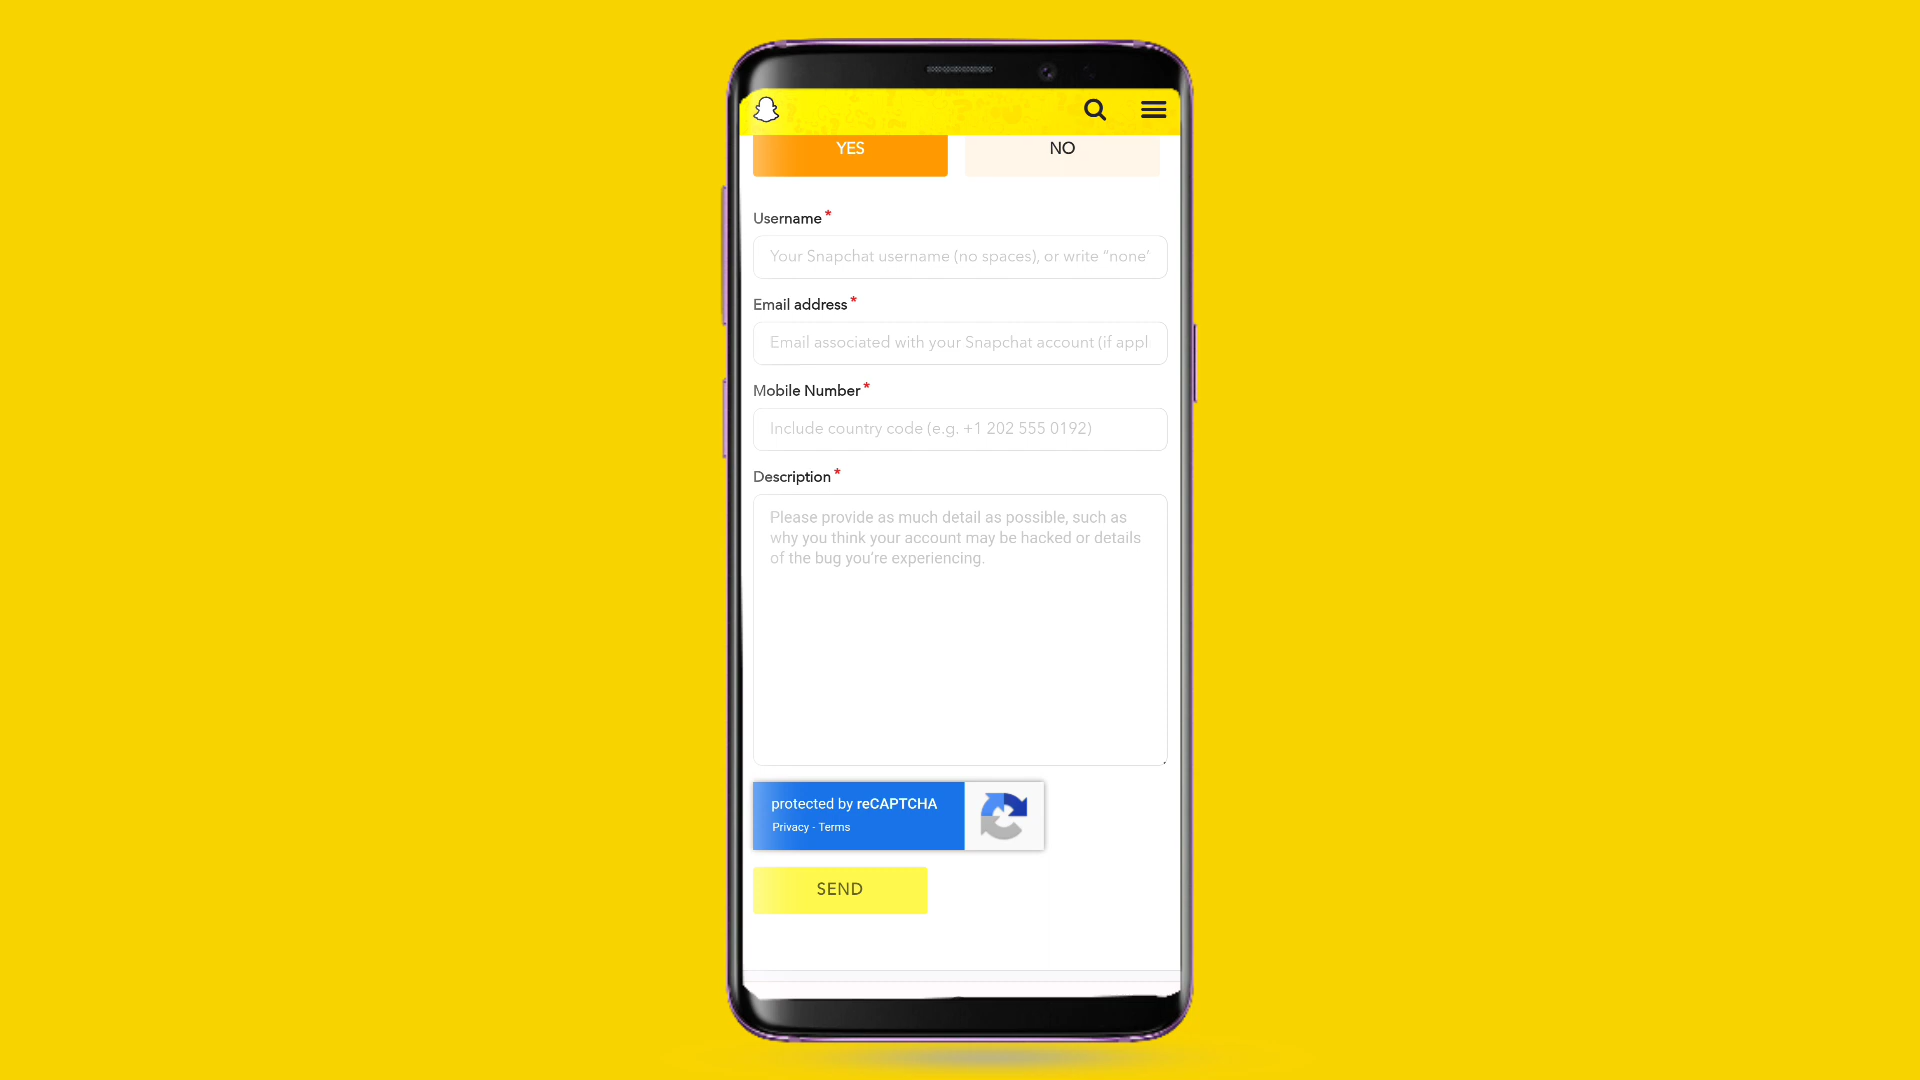 YES
NO
Username*
Your Snapchat username (no spaces), or write “none’
Email address*
Email associated with your Snapchat account (if appl
Mobile Number*
Include country code (e.g. +1 202 555 0192)
Description*
Please provide as much detail as possible, such as
why you think your account may be hacked or details
of the bug you’re experiencing.
protected by reCAPTCHA
Privacy - Terms
SEND